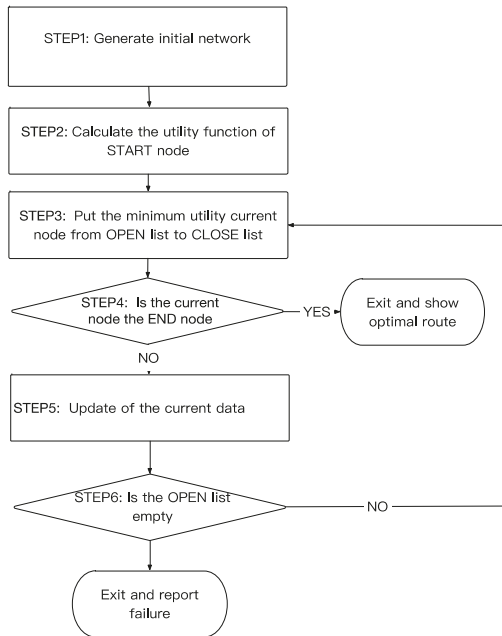 STEP1: Generate initial network
STEP2: Calculate the utility function of
START node
STEP3: Put the minimum utility current
node from OPEN list to CLOSE list
STEP4: Is the current
node the END node
YES
Exit and show
optimal route
NO
STEP5: Update of the current data
STEP6: Is the OPEN list
empty
NO
Exit and report
failure